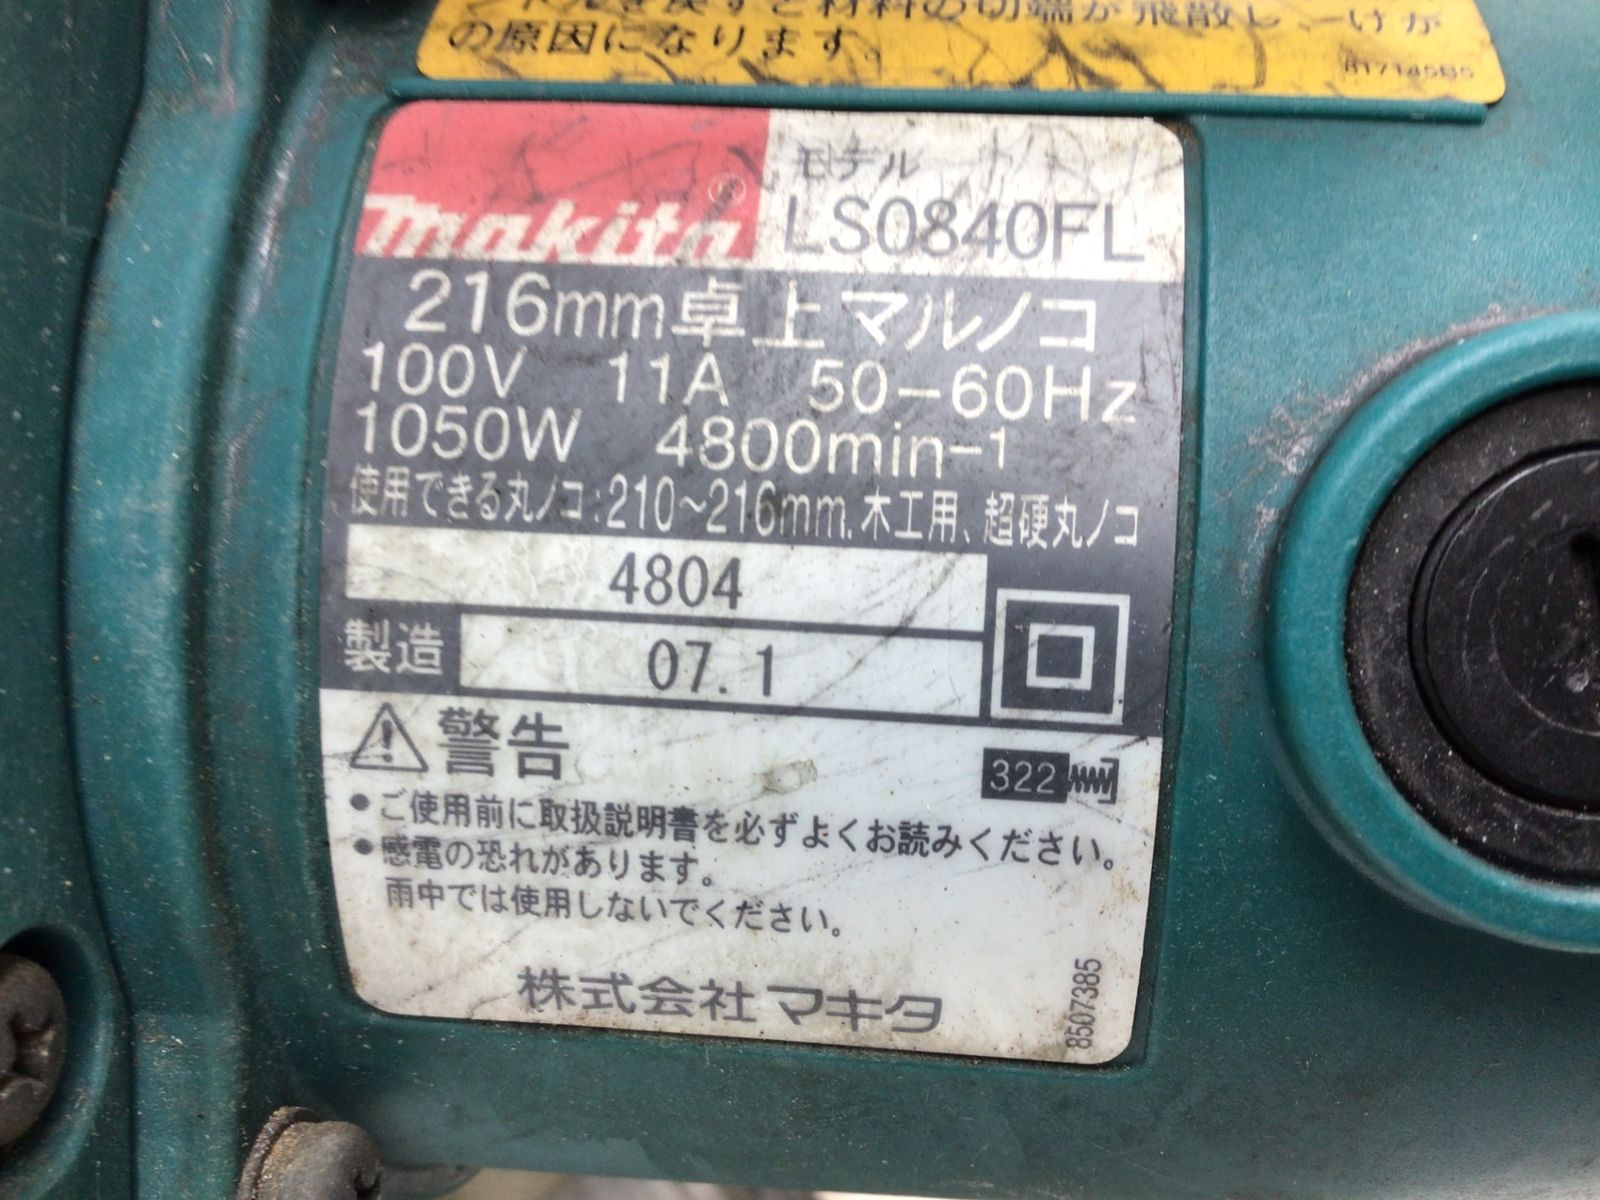 の原因になります。
817145B5
makita®
モデル
LS0840FL
216mm卓上マルノコ
100V 11A 50-60Hz
1050W 4800min-1
使用できる丸ノコ:210~216mm.木工用、超硬丸ノコ
4804
製造 07.1
警告
322
•ご使用前に取扱説明書を必ずよくお読みください。
•感電の恐れがあります。
雨中では使用しないでください。
株式会社マキタ
8507385